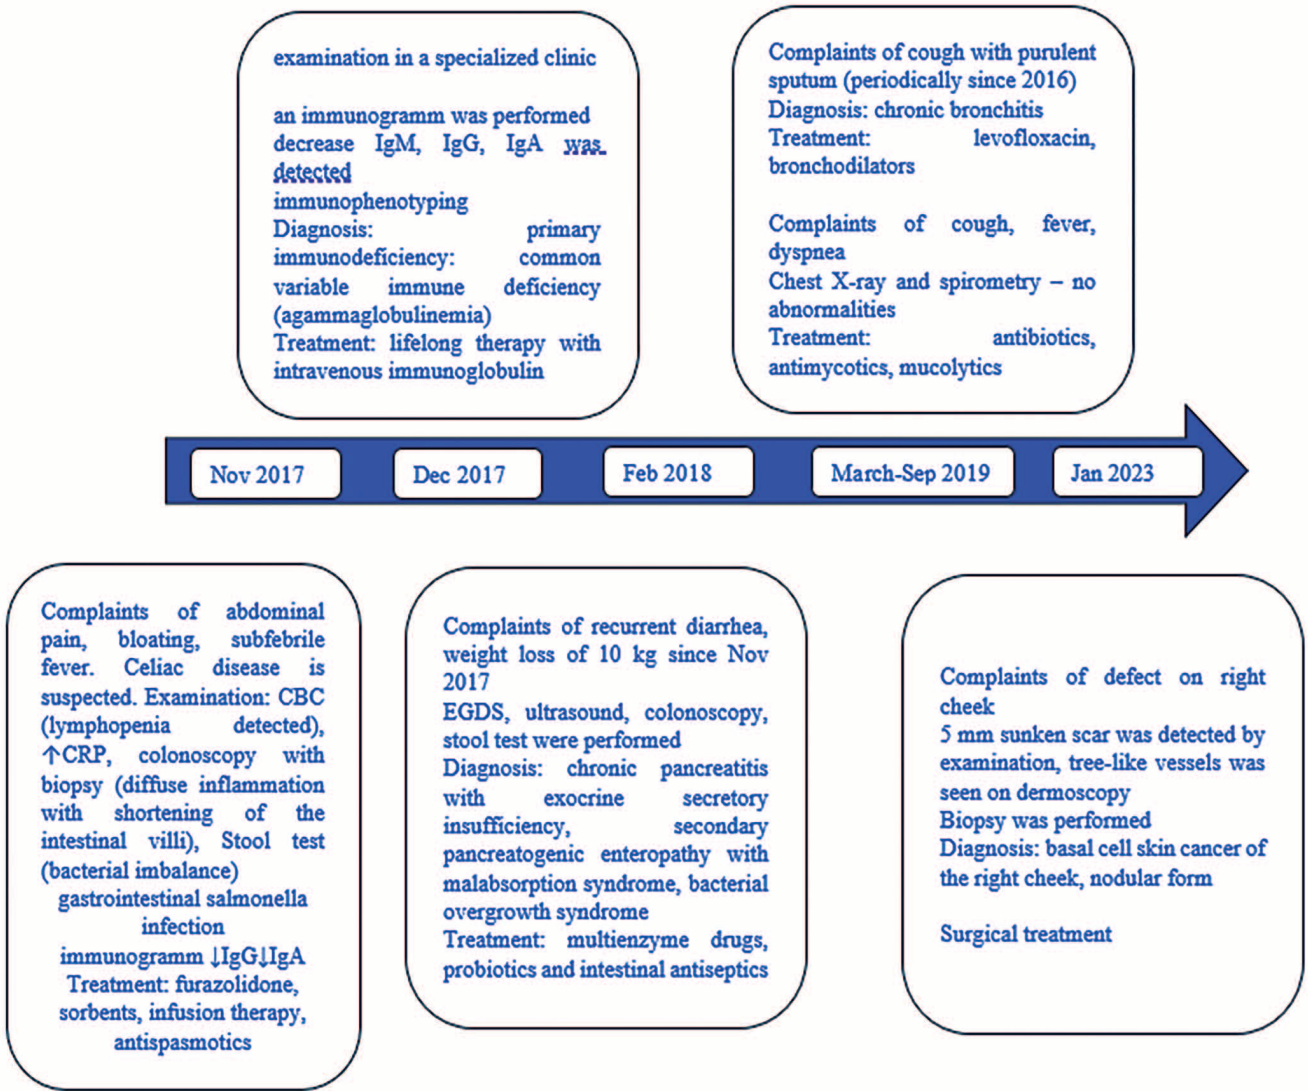 examination in a specialized clinic
an immunogramm was performed
decrease IgM, IgG, IgA was
detected
immunophenotyping
Diagnosis: primary
immunodeficiency: common
variable immune deficiency
(agammaglobulinemia)
Treatment: lifelong therapy with
intravenous immunoglobulin
Complaints of cough with purulent
sputum (periodically since 2016)
Diagnosis: chronic bronchitis
Treatment: levofloxacin,
bronchodilators
Complaints of cough, fever,
dyspnea
Chest X-ray and spirometry – no
abnormalities
Treatment: antibiotics,
antimycotics, mucolytics
Nov 2017
Dec 2017
Feb 2018
March-Sep 2019
Jan 2023
Complaints of abdominal
pain, bloating, subfebrile
fever. Celiac disease is
suspected. Examination: CBC
(lymphopenia detected),
↑CRP, colonoscopy with
biopsy (diffuse inflammation
with shortening of the
intestinal villi), Stool test
(bacterial imbalance)
gastrointestinal salmonella
infection
immunogramm ↓IgG↓IgA
Treatment: furazolidone,
sorbents, infusion therapy,
antispasmotics
Complaints of recurrent diarrhea,
weight loss of 10 kg since Nov
2017
EGDS, ultrasound, colonoscopy,
stool test were performed
Diagnosis: chronic pancreatitis
with exocrine secretory
insufficiency, secondary
pancreatogenic enteropathy with
malabsorption syndrome, bacterial
overgrowth syndrome
Treatment: multienzyme drugs,
probiotics and intestinal antiseptics
Complaints of defect on right
cheek
5 mm sunken scar was detected by
examination, tree-like vessels was
seen on dermoscopy
Biopsy was performed
Diagnosis: basal cell skin cancer of
the right cheek, nodular form
Surgical treatment